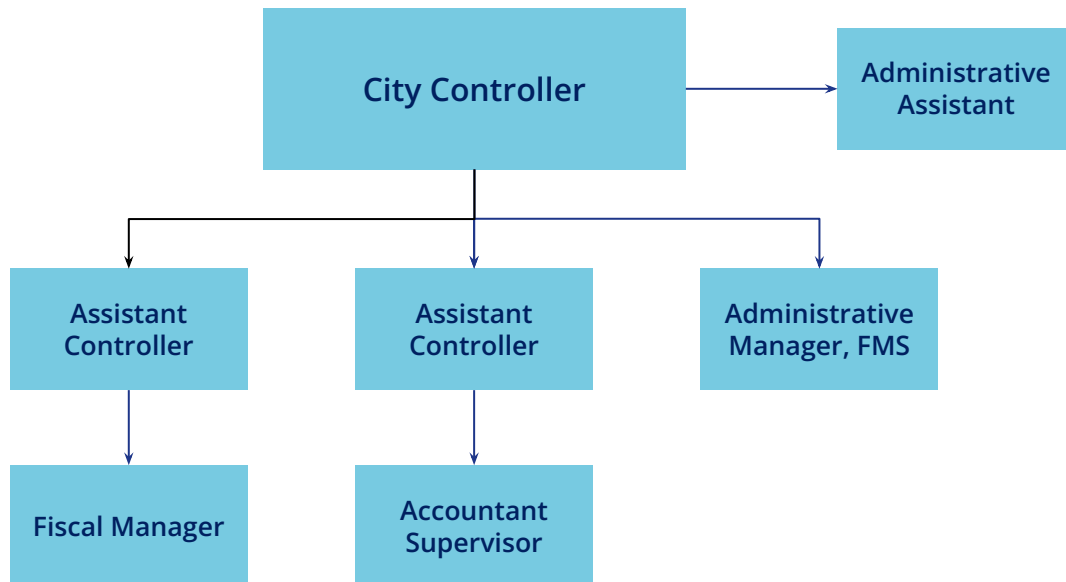 City Controller
Administrative
Assistant
Assistant
Controller
Assistant
Controller
Administrative
Manager, FMS
Fiscal Manager
Accountant
Supervisor